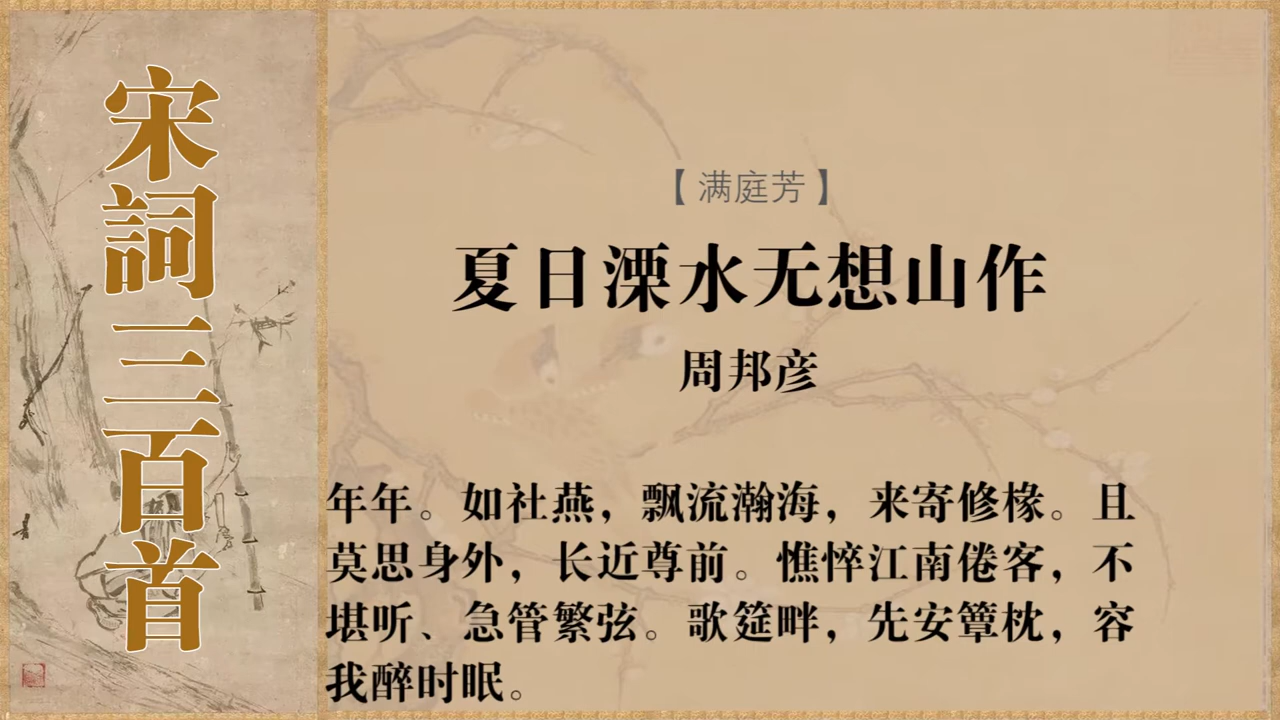 宋詞三百首
【满庭芳】
夏日溧水无想山作
周邦彦
年年。如社燕，飘流瀚海，来寄修椽。且
莫思身外，长近尊前。憔悴江南倦客，不
堪听、急管繁弦。歌筵畔，先安簟枕，容
我醉时眠。